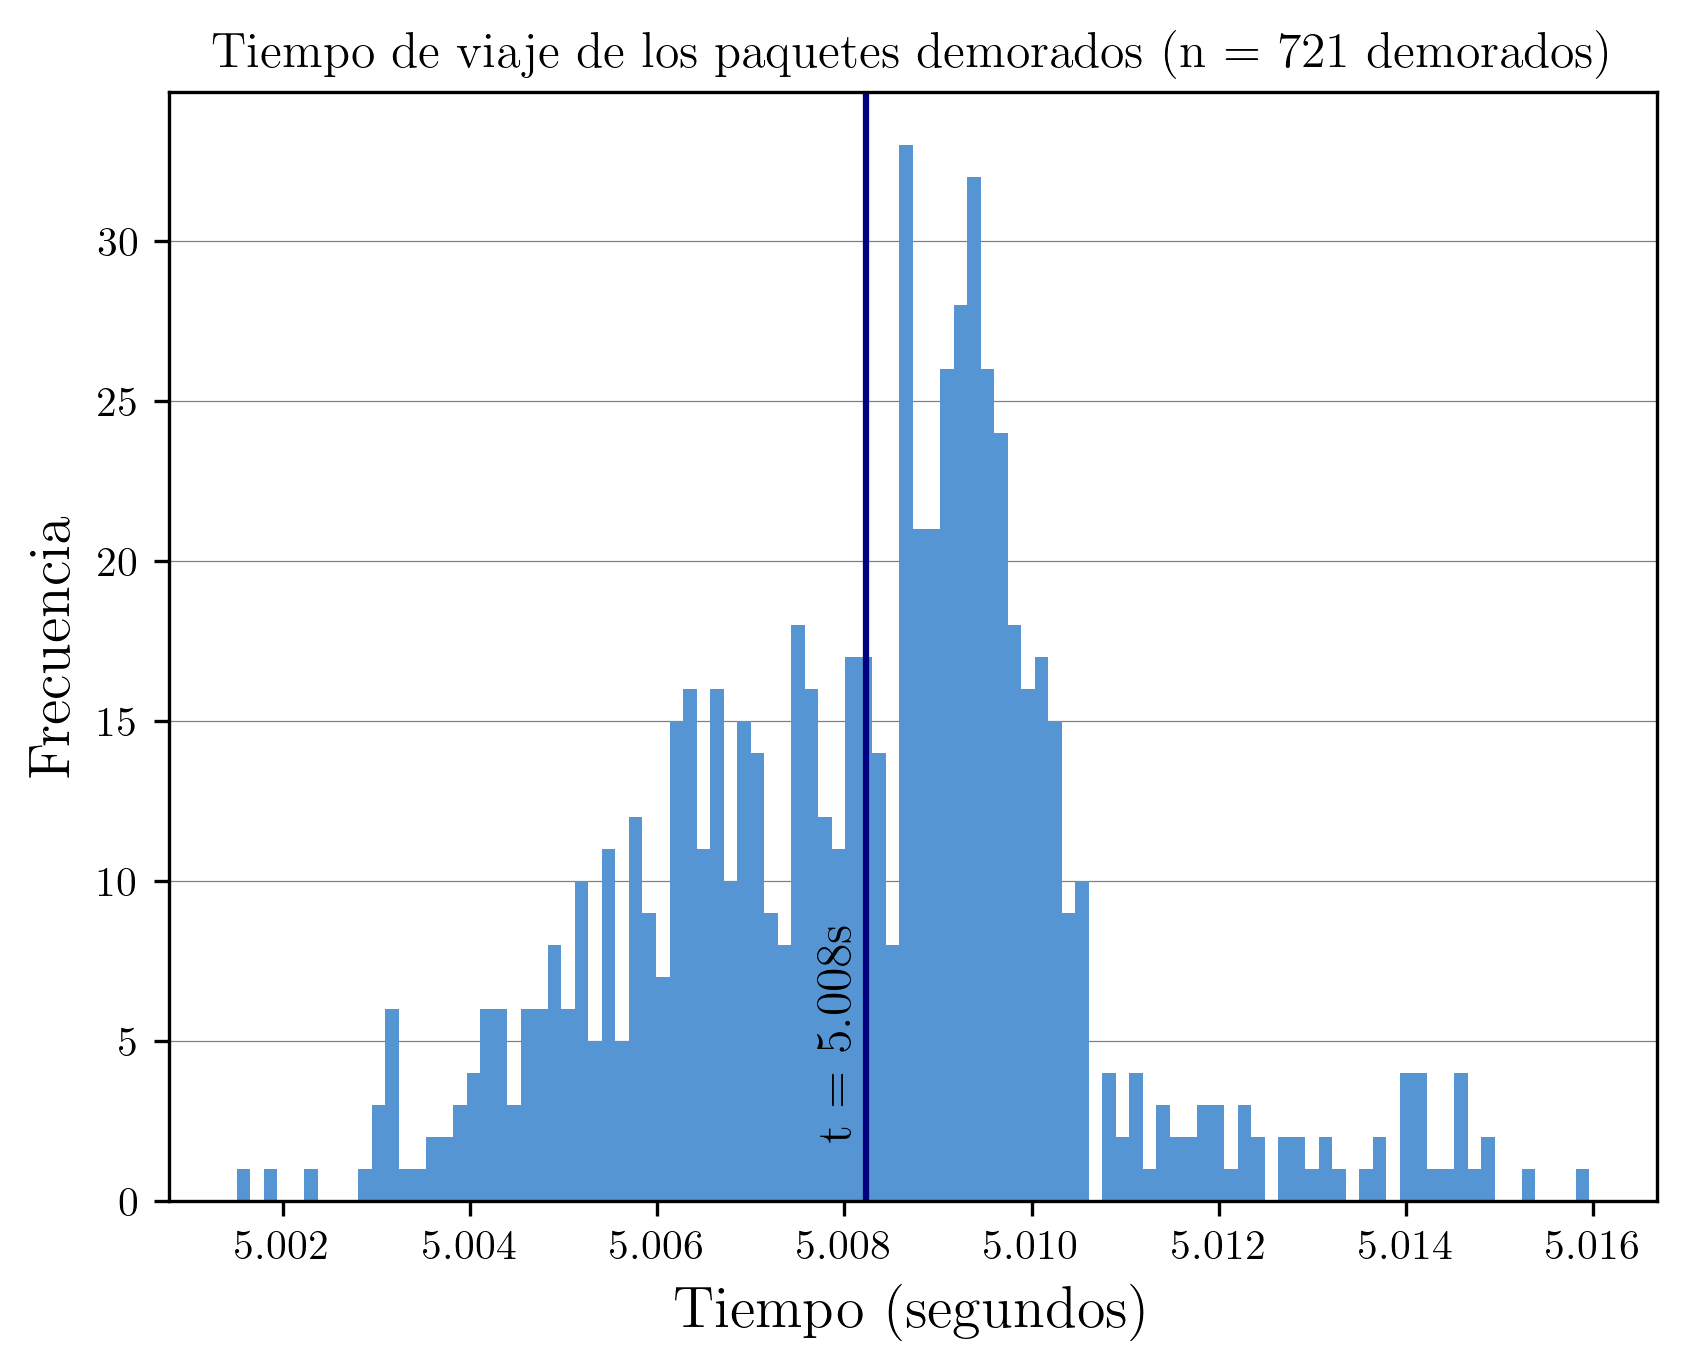 Tiempo de viaje de los paquetes demorados (n = 721 demorados)
Frecuencia
30
25
20
15
10
5
0
t = 5.008s
5.002 5.004 5.006 5.008 5.010 5.012 5.014 5.016
Tiempo (segundos)